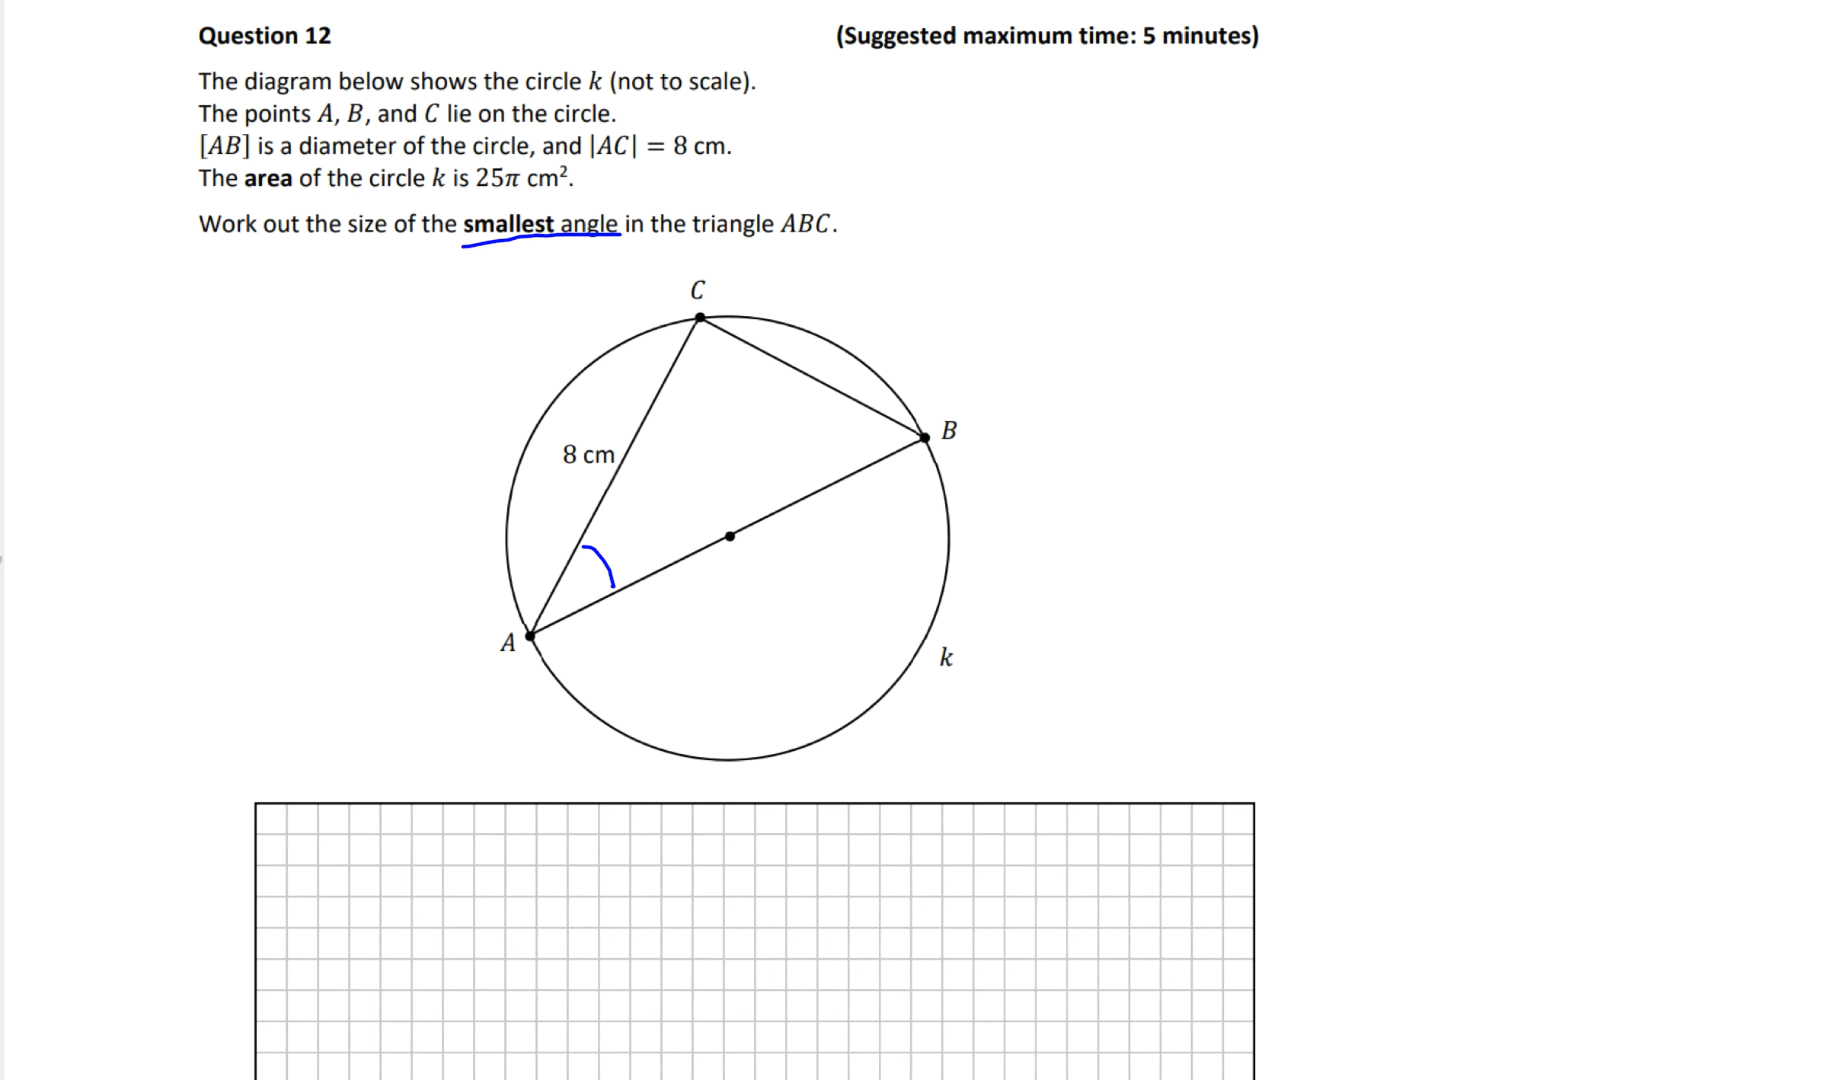 Question 12 (Suggested maximum time: 5 minutes)
The diagram below shows the circle k (not to scale).
The points A, B, and C lie on the circle.
[AB] is a diameter of the circle, and |AC| = 8 cm.
The area of the circle k is 25π cm².
Work out the size of the smallest angle in the triangle ABC.
C
B
8 cm
A
k